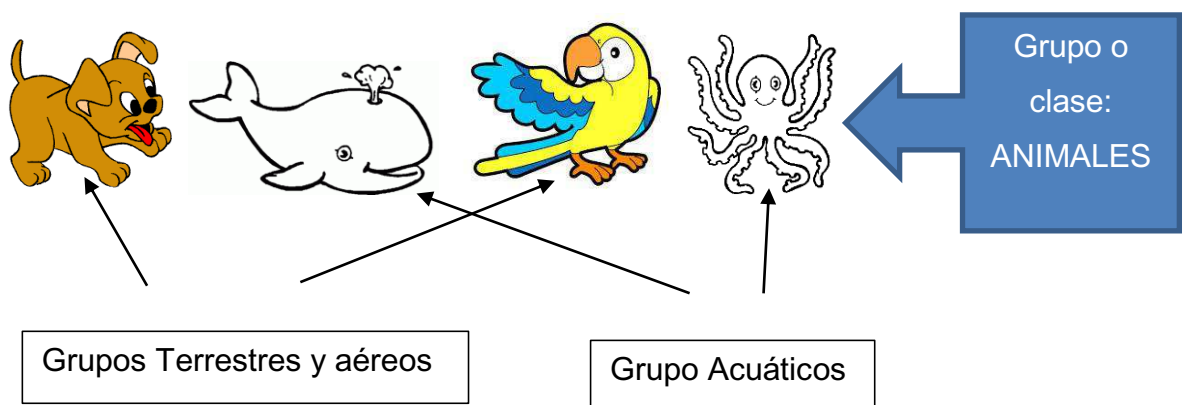 Grupo o
clase:
ANIMALES
Grupos Terrestres y aéreos
Grupo Acuáticos